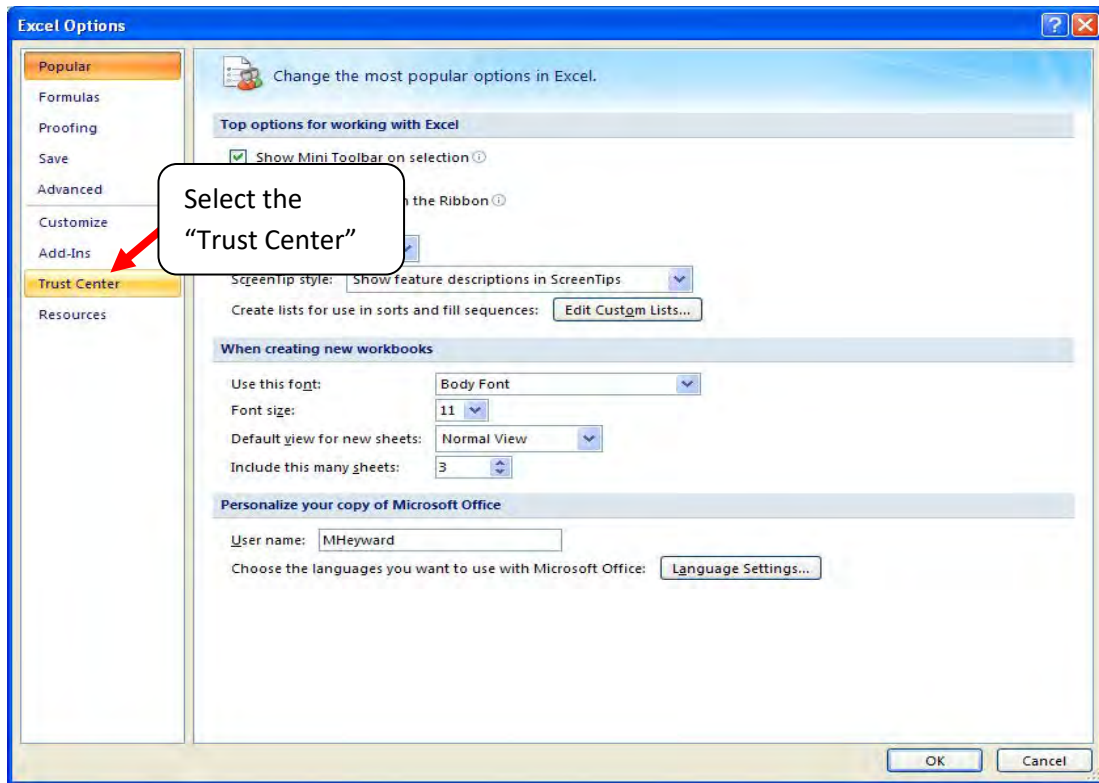 Excel Options
Popular
Formulas
Proofing
Save
Advanced
Customize
Add-Ins
Trust Center
Resources
Change the most popular options in Excel.
Top options for working with Excel
Show Mini Toolbar on selection
the Ribbon
Select the
“Trust Center”
ScreenTip style: Show feature descriptions in ScreenTips
Create lists for use in sorts and fill sequences: Edit Custom Lists...
When creating new workbooks
Use this font: Body Font
Font size: 11
Default view for new sheets: Normal View
Include this many sheets: 3
Personalize your copy of Microsoft Office
User name: MHeyward
Choose the languages you want to use with Microsoft Office: Language Settings...
OK Cancel